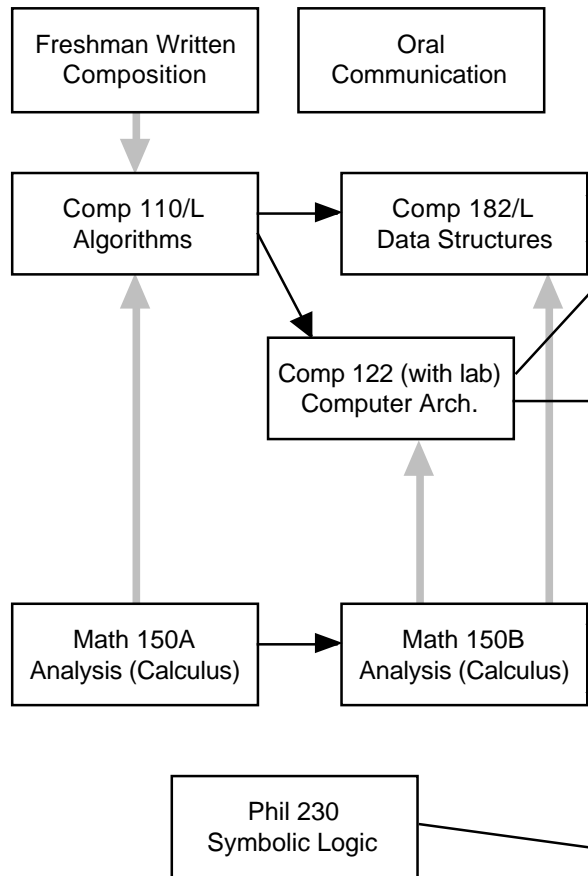 Freshman Written
Composition
Oral
Communication
Comp 110/L
Algorithms
Comp 182/L
Data Structures
Comp 122 (with lab)
Computer Arch.
Math 150A
Analysis (Calculus)
Math 150B
Analysis (Calculus)
Phil 230
Symbolic Logic